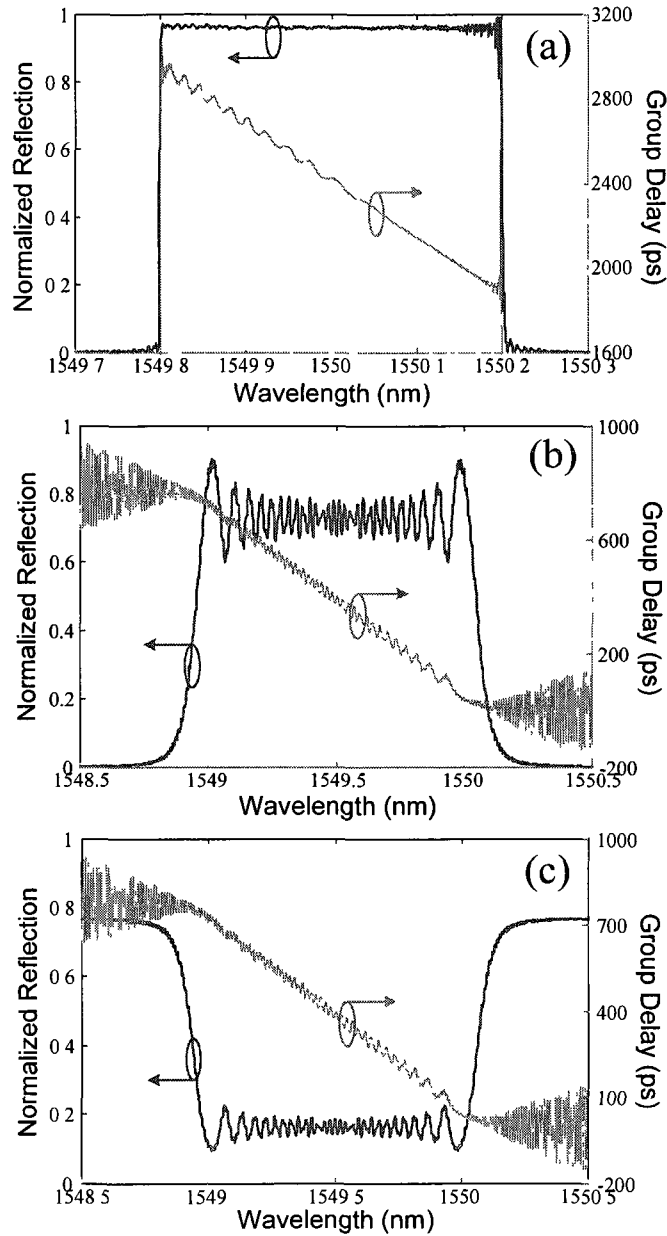 (a)
Normalized Reflection
1
0.8
0 6
0 4
0 2
0
3200
2800
2400
2000
1600
Group Delay (ps)
1549 7 1549 8 1549 9 1550 1550 1 1550 2 1550 3
Wavelength (nm)
(b)
Normalized Reflection
1
0.8
0.6
0.4
0.2
0
1000
600
200
-200
Group Delay (ps)
1548.5 1549 1549.5 1550 1550.5
Wavelength (nm)
(c)
Normalized Reflection
1
0.8
0.6
0 4
0.2
0
1000
700
400
100
-200
Group Delay (ps)
1548 5 1549 1549 5 1550 1550 5
Wavelength (nm)